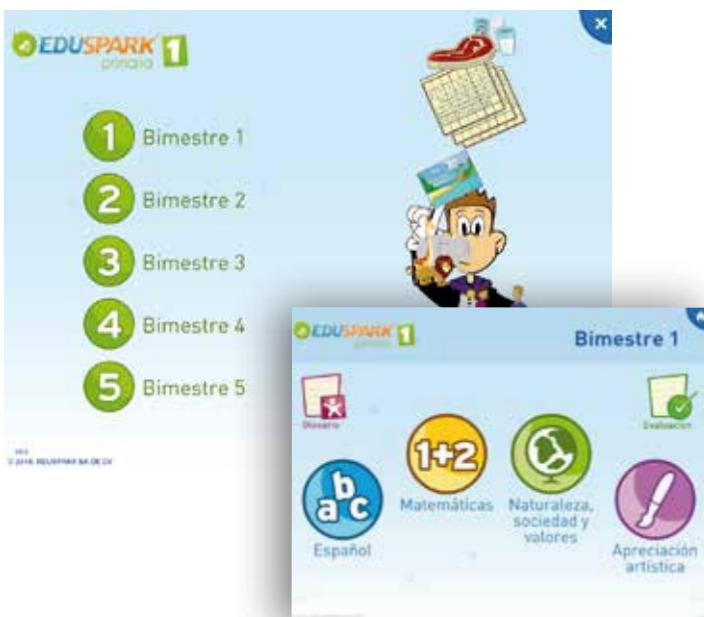 EDUSPARK 1
primaria
1 Bimestre 1
2 Bimestre 2
3 Bimestre 3
4 Bimestre 4
5 Bimestre 5
EDUSPARK 1
Bimestre 1
Glosario
Evaluación
abc
Español
1+2
Matemáticas
Naturaleza,
sociedad y
valores
Apreciación
artística